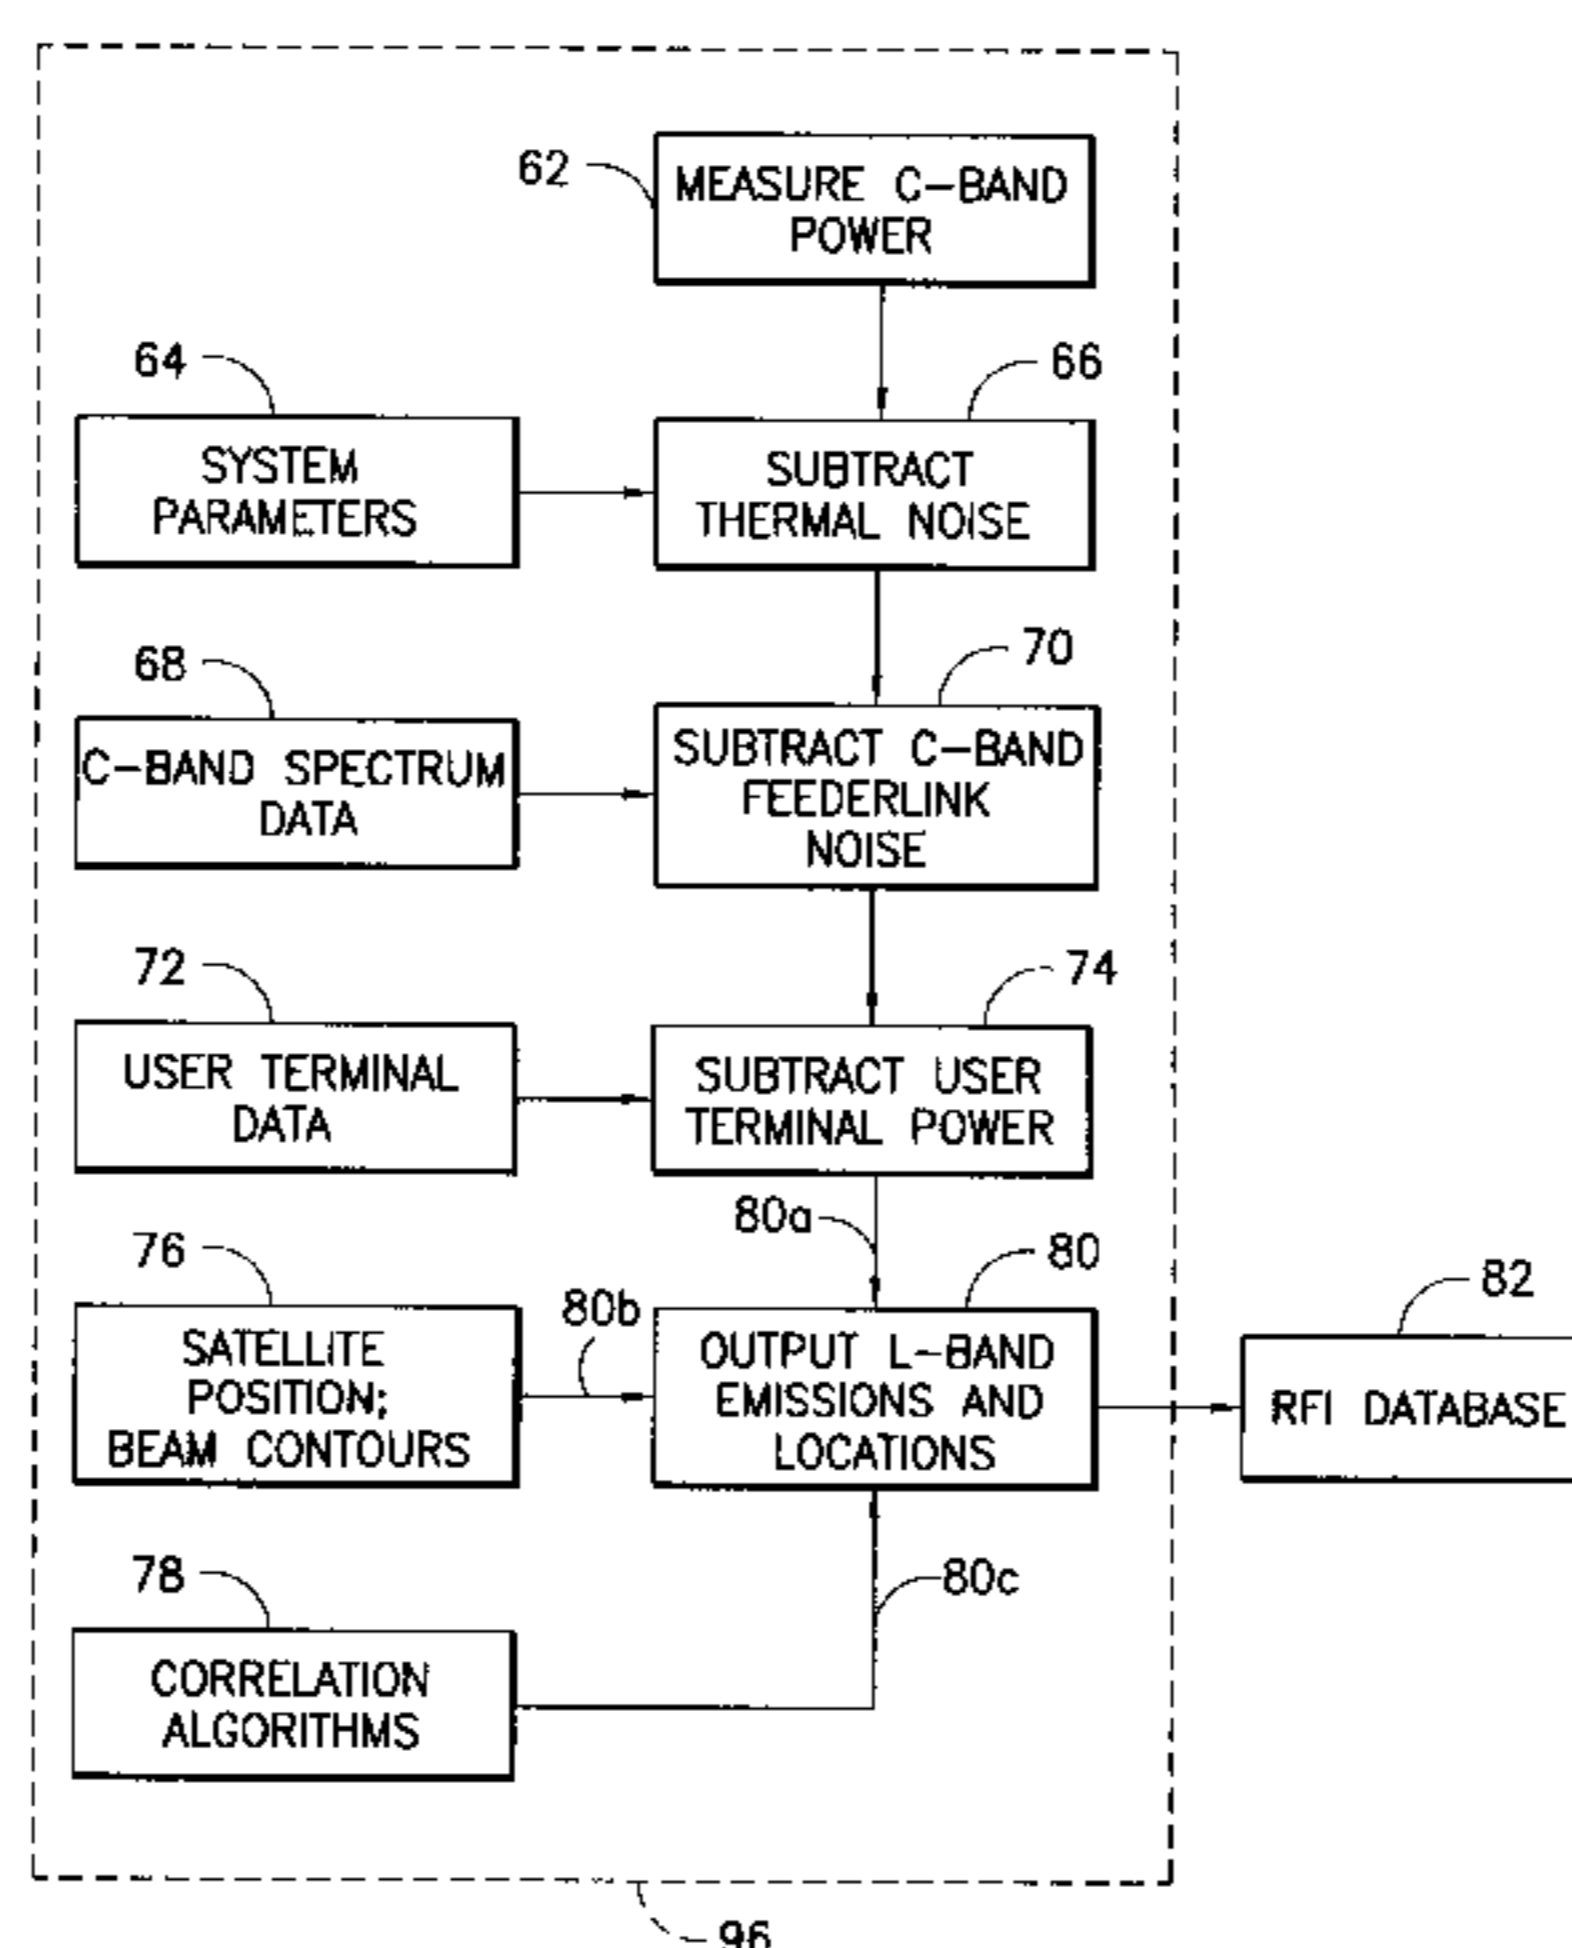 62
MEASURE C-BAND
POWER
64
66
SYSTEM
PARAMETERS
SUBTRACT
THERMAL NOISE
68
70
C-BAND SPECTRUM
DATA
SUBTRACT C-BAND
FEEDERLINK
NOISE
72
74
USER TERMINAL
DATA
SUBTRACT USER
TERMINAL POWER
80a
76
80
80b
82
SATELLITE
POSITION;
BEAM CONTOURS
OUTPUT L-BAND
EMISSIONS AND
LOCATIONS
RFI DATABASE
78
80c
CORRELATION
ALGORITHMS
96